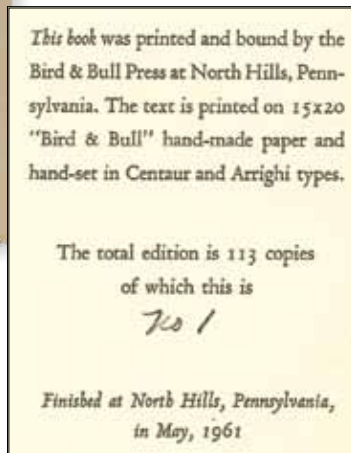 This book was printed and bound by the
Bird & Bull Press at North Hills, Penn-
sylvania. The text is printed on 15x20
"Bird & Bull" hand-made paper and
hand-set in Centaur and Arrighi types.
The total edition is 113 copies
of which this is
No 1
Finished at North Hills, Pennsylvania,
in May, 1961